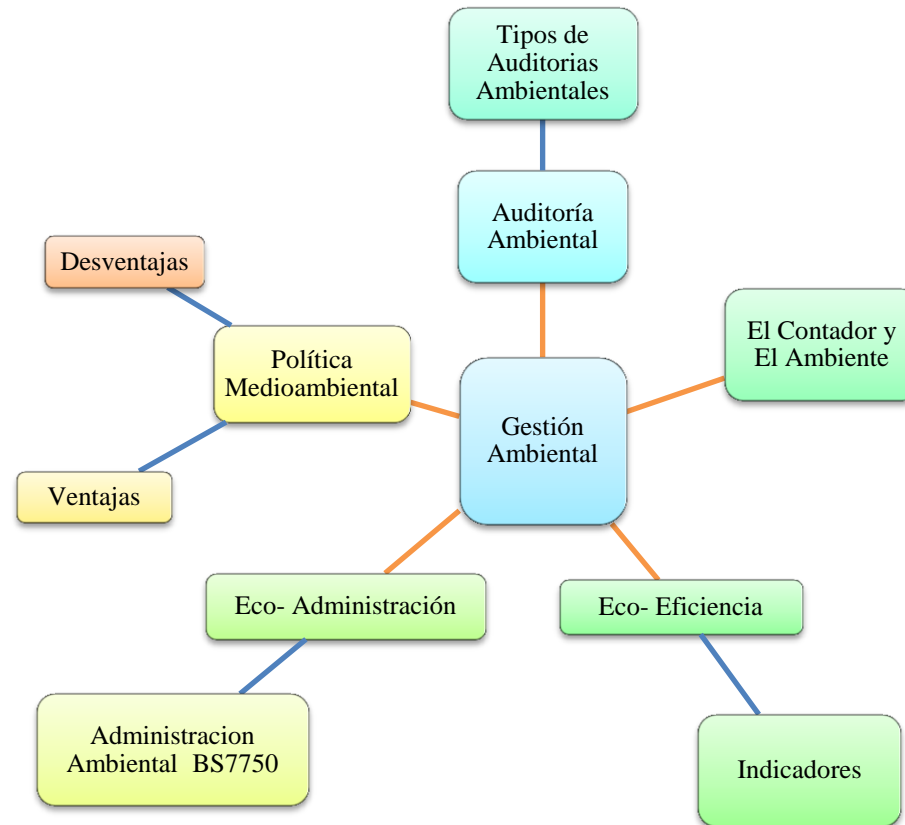 Tipos de
Auditorias
Ambientales
Auditoría
Ambiental
Desventajas
El Contador y
El Ambiente
Política
Medioambiental
Gestión
Ambiental
Ventajas
Eco- Administración
Eco- Eficiencia
Administracion
Ambiental BS7750
Indicadores